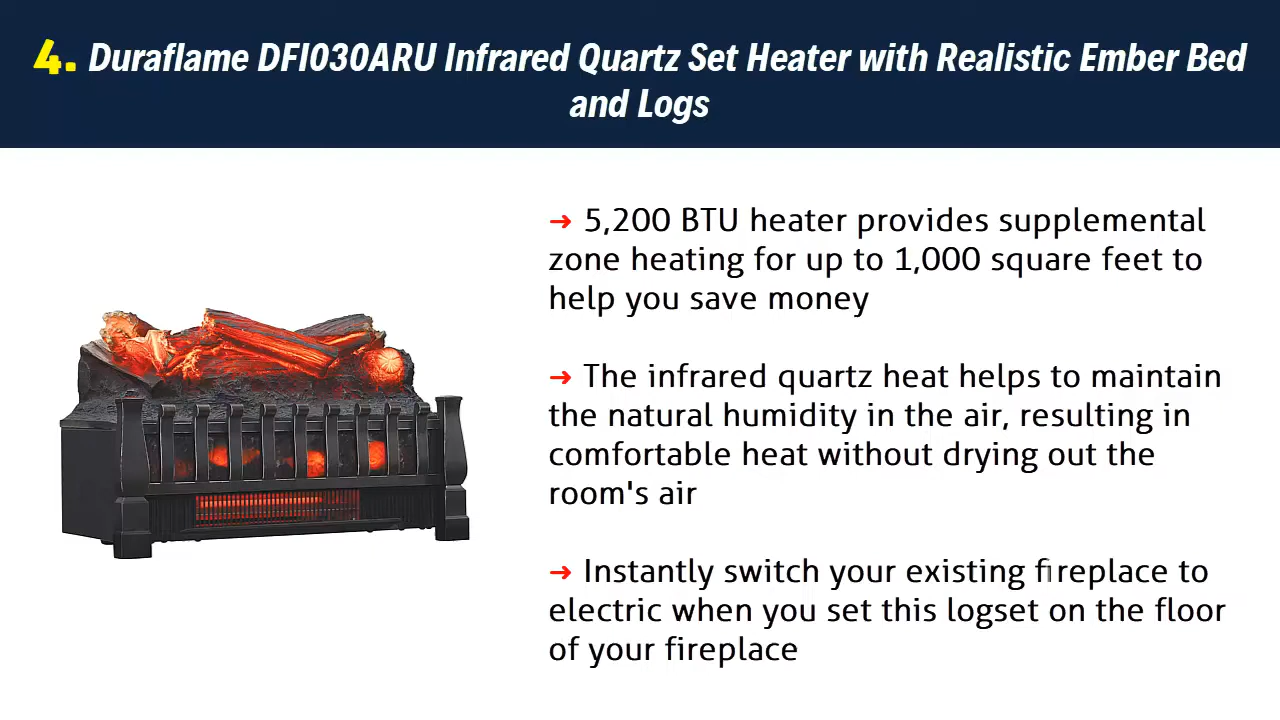 4. Duraflame DFI030ARU Infrared Quartz Set Heater with Realistic Ember Bed
and Logs
➜ 5,200 BTU heater provides supplemental
zone heating for up to 1,000 square feet to
help you save money
➜ The infrared quartz heat helps to maintain
the natural humidity in the air, resulting in
comfortable heat without drying out the
room's air
➜ Instantly switch your existing fireplace to
electric when you set this logset on the floor
of your fireplace